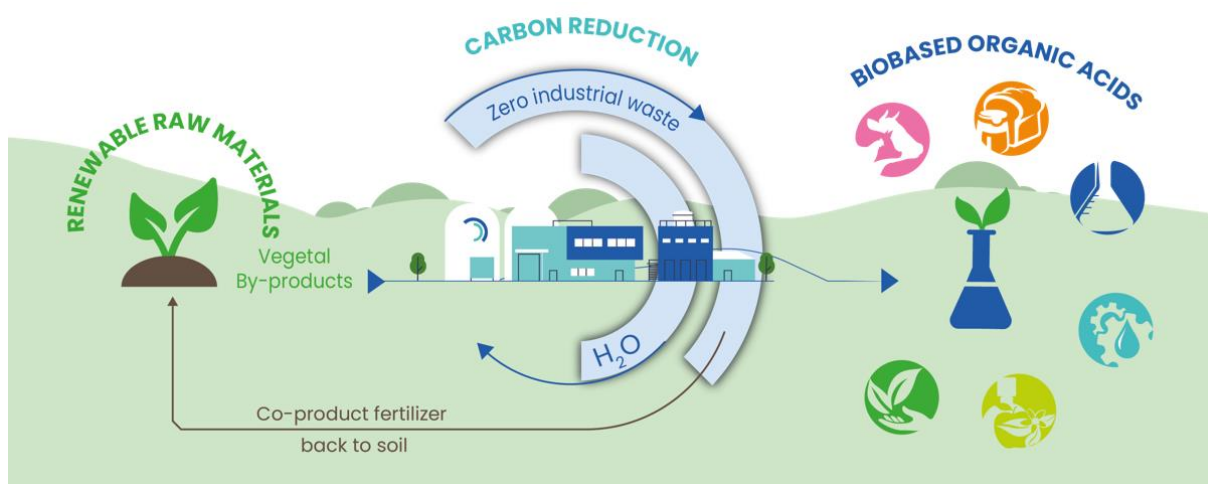 CARBON REDUCTION
BIOBASED ORGANIC ACIDS
Zero industrial waste
RENEWABLE RAW MATERIALS
Vegetal
By-products
H₂O
Co-product fertilizer
back to soil